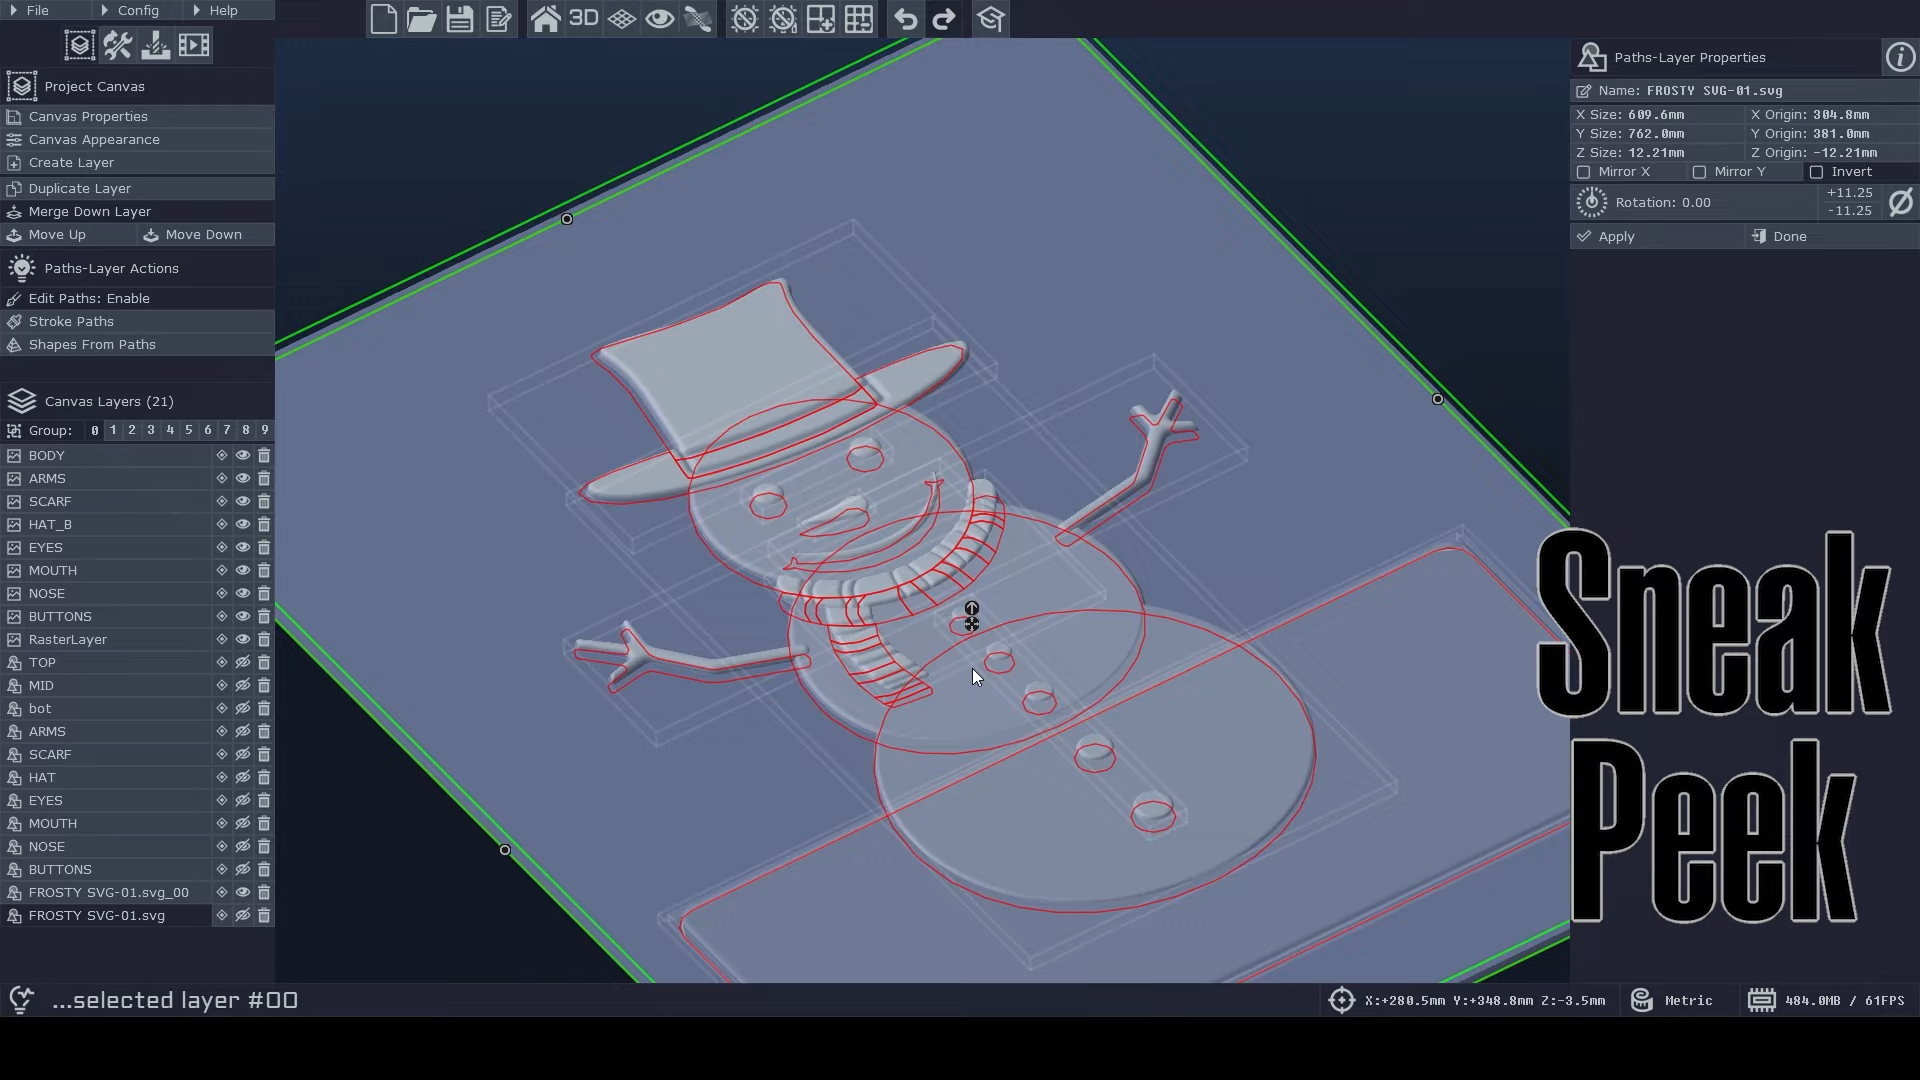 File Config Help
3D
Project Canvas
Canvas Properties
Canvas Appearance
Create Layer
Duplicate Layer
Merge Down Layer
Move Up Move Down
Paths-Layer Actions
Edit Paths: Enable
Stroke Paths
Shapes From Paths
Canvas Layers (21)
Group: 0 1 2 3 4 5 6 7 8 9
BODY
ARMS
SCARF
HAT_B
EYES
MOUTH
NOSE
BUTTONS
RasterLayer
TOP
MID
bot
ARMS
SCARF
HAT
EYES
MOUTH
NOSE
BUTTONS
FROSTY SVG-01.svg_00
FROSTY SVG-01.svg
Paths-Layer Properties
Name: FROSTY SVG-01.svg
X Size: 609.6mm X Origin: 304.8mm
Y Size: 762.0mm Y Origin: 381.0mm
Z Size: 12.21mm Z Origin: -12.21mm
Mirror X Mirror Y Invert
Rotation: 0.00 +11.25
-11.25
Apply Done
Sneak
Peek
...selected layer #00
X:+280.5mm Y:+348.8mm Z:-3.5mm Metric 484.0MB / 61FPS